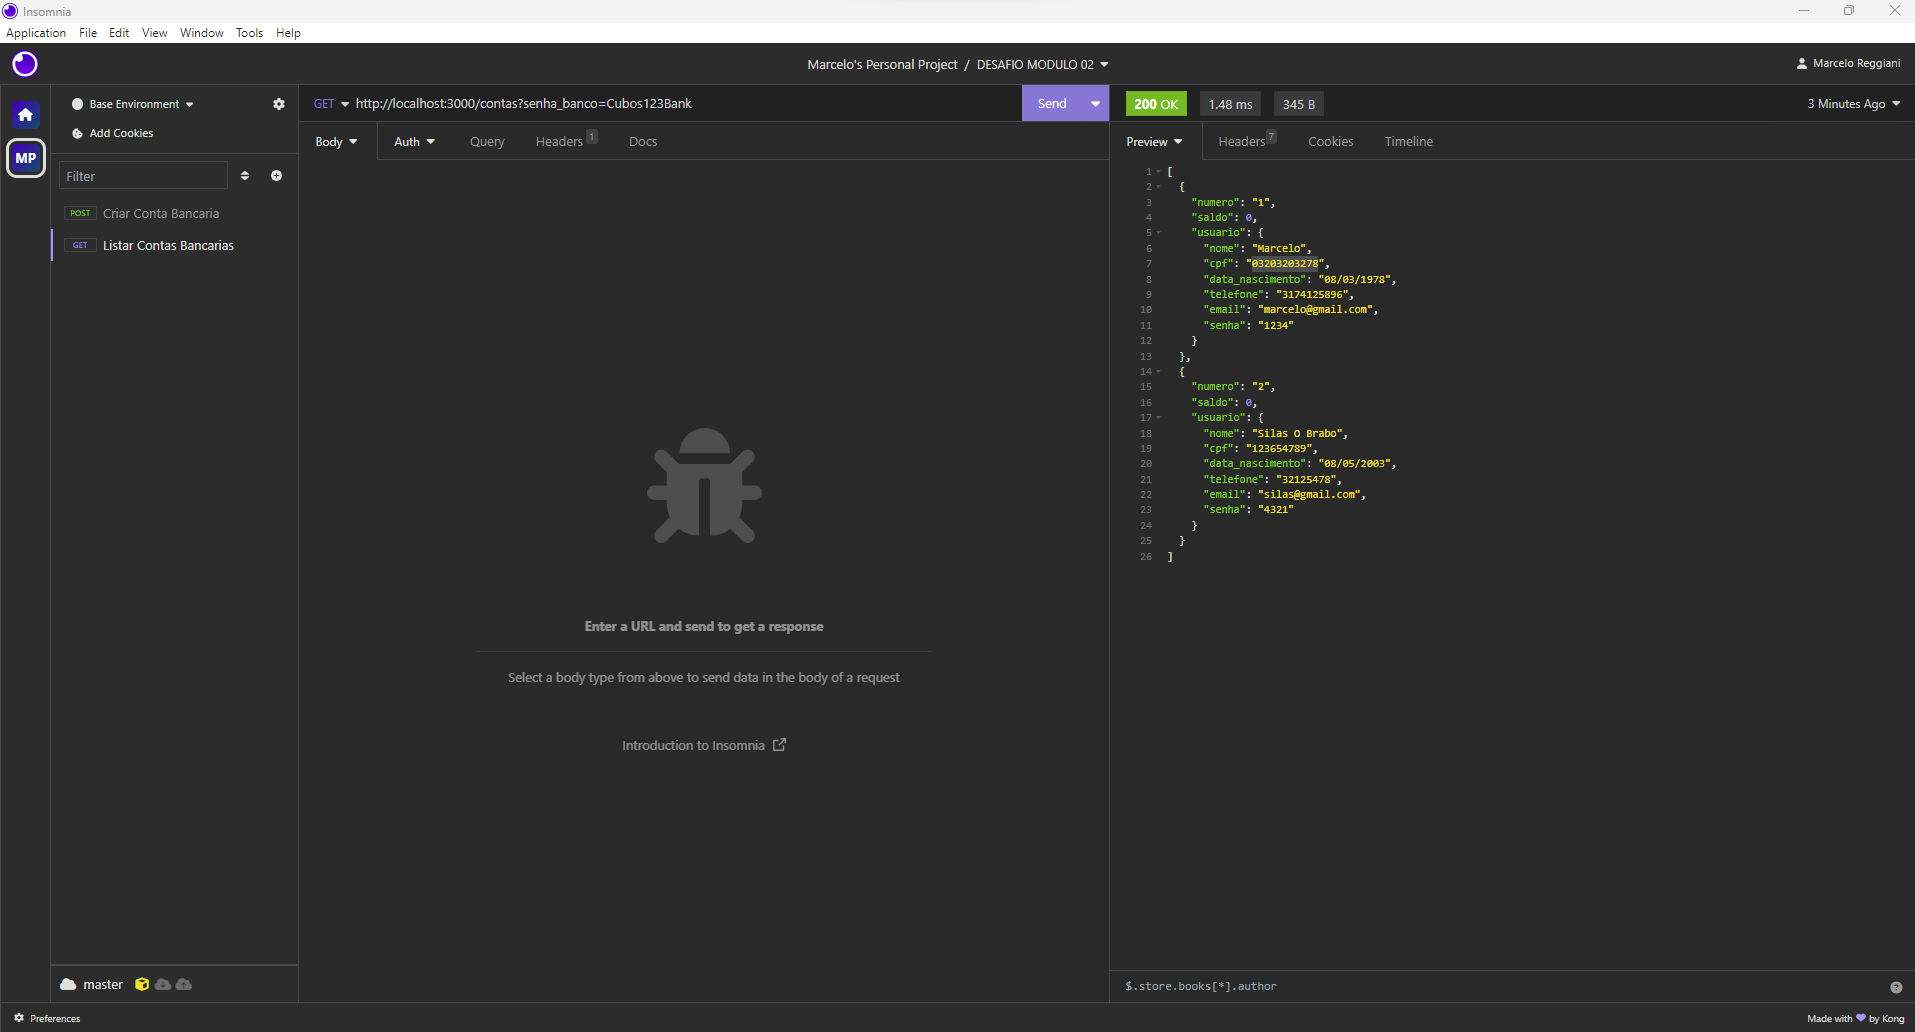 Insomnia
Application File Edit View Window Tools Help
Marcelo's Personal Project / DESAFIO MODULO 02
Marcelo Reggiani
MP
Base Environment
Add Cookies
Filter
POST Criar Conta Bancaria
GET Listar Contas Bancarias
master
GET http://localhost:3000/contas?senha_banco=Cubos123Bank
Send
Body Auth Query Headers 1 Docs
Enter a URL and send to get a response
Select a body type from above to send data in the body of a request
Introduction to Insomnia
200 OK 1.48 ms 345 B 3 Minutes Ago
Preview Headers 7 Cookies Timeline
1 [
2 {
3 "numero": "1",
4 "saldo": 0,
5 "usuario": {
6 "nome": "Marcelo",
7 "cpf": "03203203278",
8 "data_nascimento": "08/03/1978",
9 "telefone": "3174125896",
10 "email": "marcelo@gmail.com",
11 "senha": "1234"
12 }
13 },
14 {
15 "numero": "2",
16 "saldo": 0,
17 "usuario": {
18 "nome": "Silas O Brabo",
19 "cpf": "123654789",
20 "data_nascimento": "08/05/2003",
21 "telefone": "32125478",
22 "email": "silas@gmail.com",
23 "senha": "4321"
24 }
25 }
26 ]
$.store.books[*].author
?
Preferences
Made with 💜 by Kong